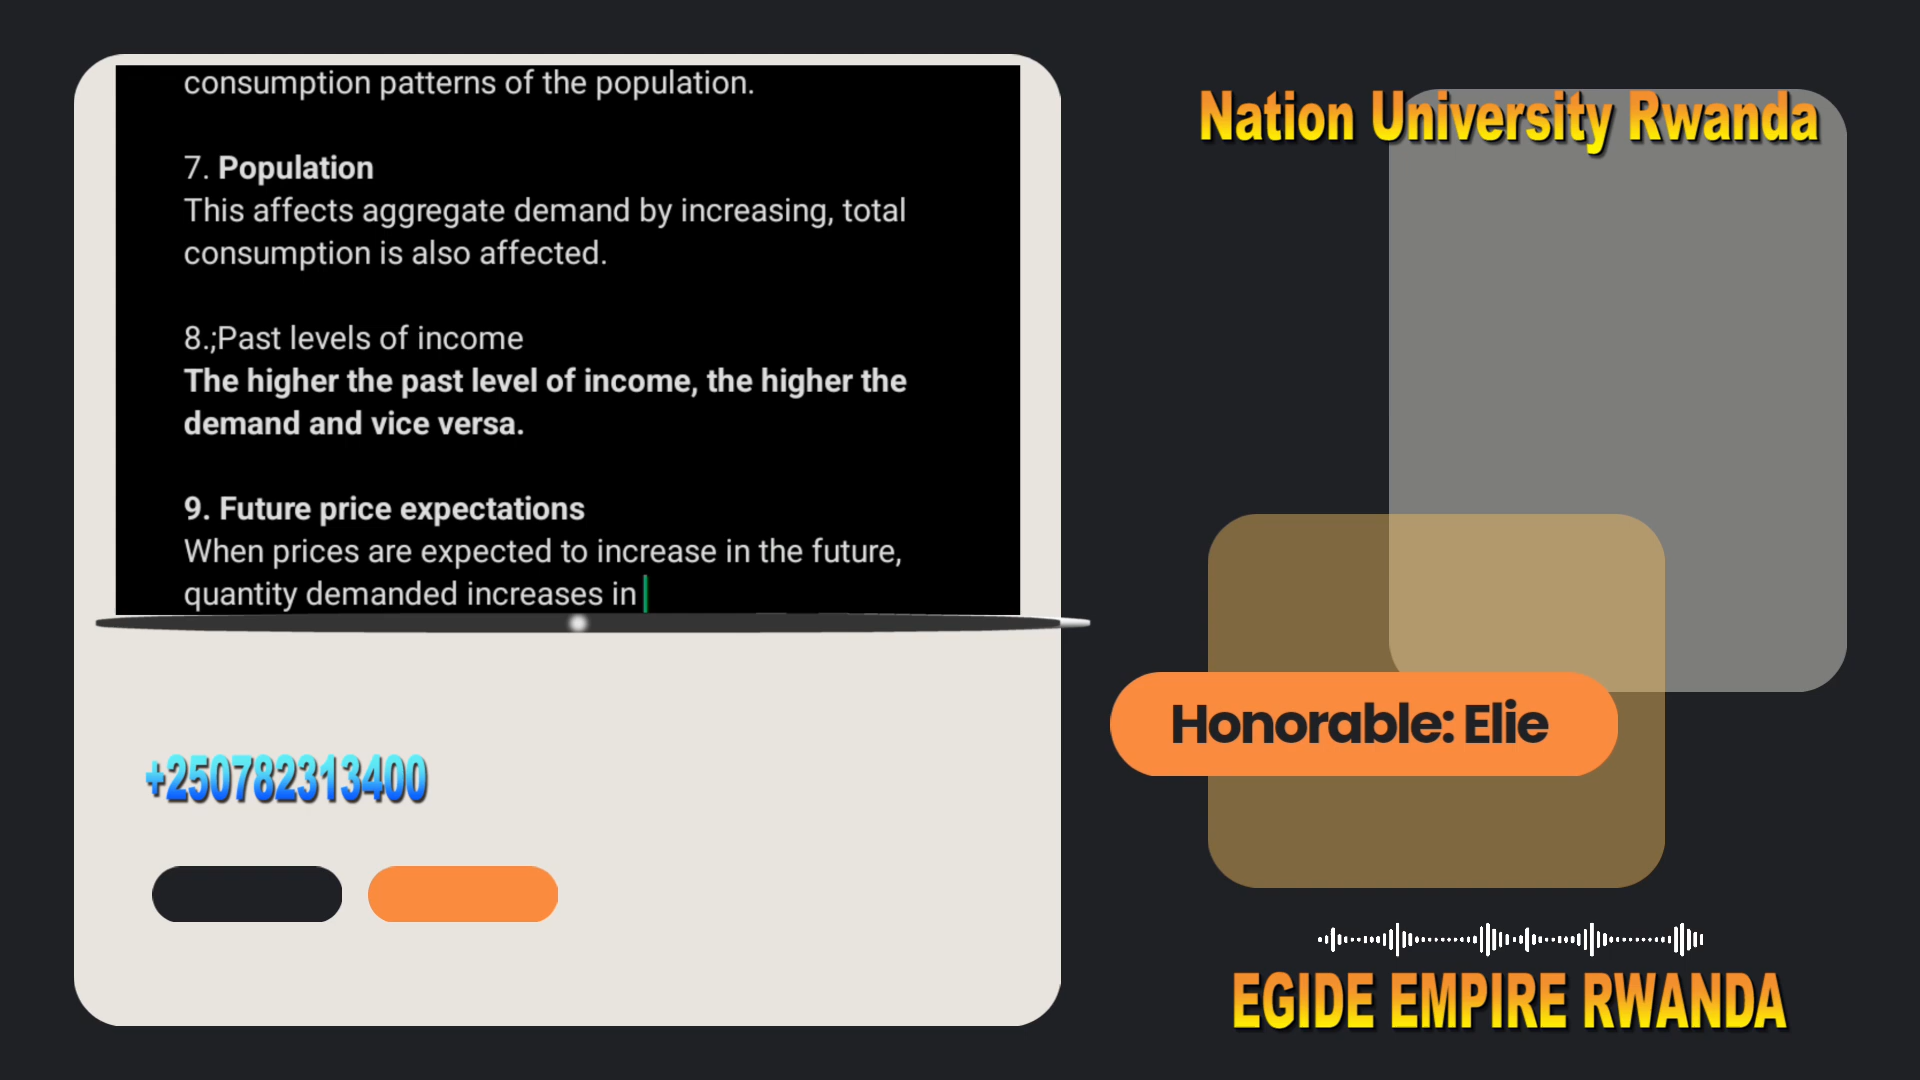 consumption patterns of the population.
7. Population
This affects aggregate demand by increasing, total
consumption is also affected.
8.;Past levels of income
The higher the past level of income, the higher the
demand and vice versa.
9. Future price expectations
When prices are expected to increase in the future,
quantity demanded increases in
+250782313400
Nation University Rwanda
Honorable: Elie
EGIDE EMPIRE RWANDA